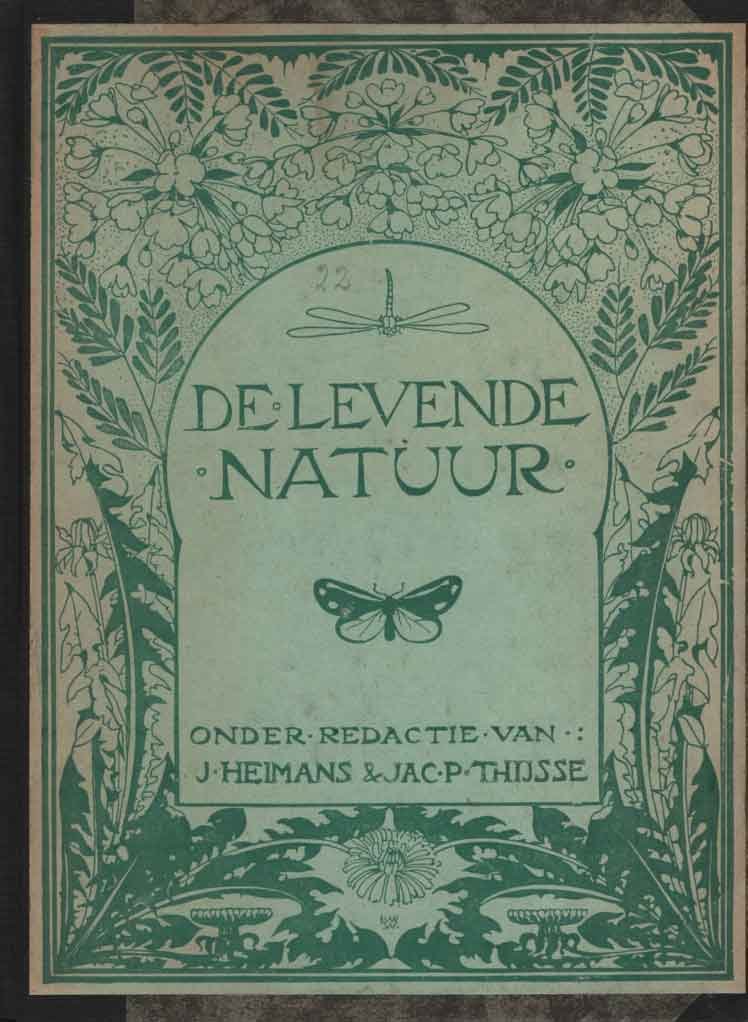 22
DE·LEVENDE
·NATUUR·
ONDER·REDACTIE·VAN·:
J·HEIMANS & JAC·P·THIJSSE